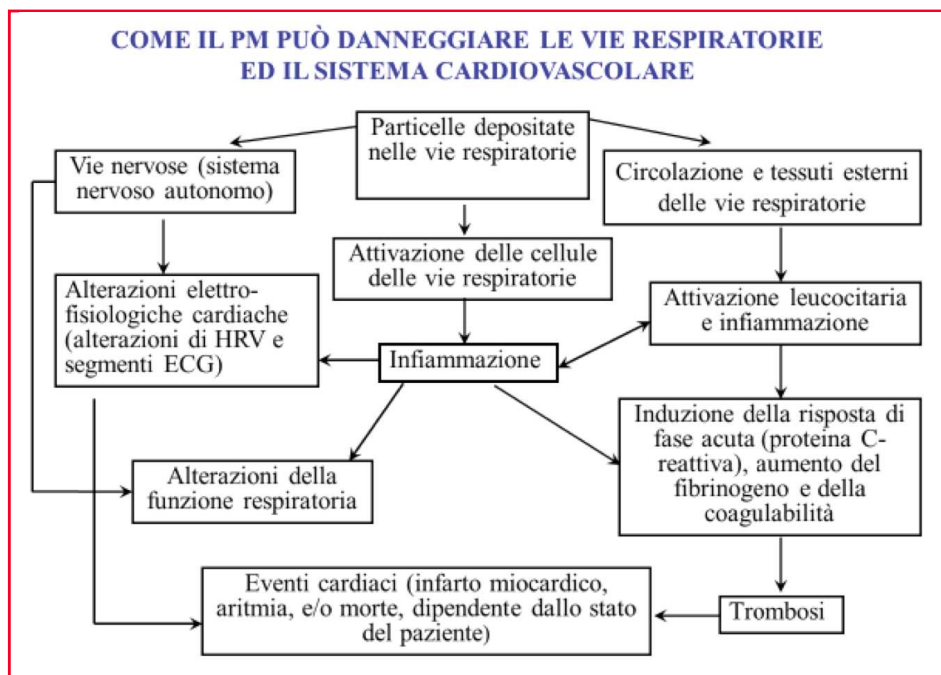 COME IL PM PUÒ DANNEGGIARE LE VIE RESPIRATORIE
ED IL SISTEMA CARDIOVASCOLARE
Particelle depositate
nelle vie respiratorie
Vie nervose (sistema
nervoso autonomo)
Circolazione e tessuti esterni
delle vie respiratorie
Attivazione delle cellule
delle vie respiratorie
Alterazioni elettro-
fisiologiche cardiache
(alterazioni di HRV e
segmenti ECG)
Attivazione leucocitaria
e infiammazione
Infiammazione
Induzione della risposta di
fase acuta (proteina C-
reattiva), aumento del
fibrinogeno e della
coagulabilità
Alterazioni della
funzione respiratoria
Eventi cardiaci (infarto miocardico,
aritmia, e/o morte, dipendente dallo stato
del paziente)
Trombosi